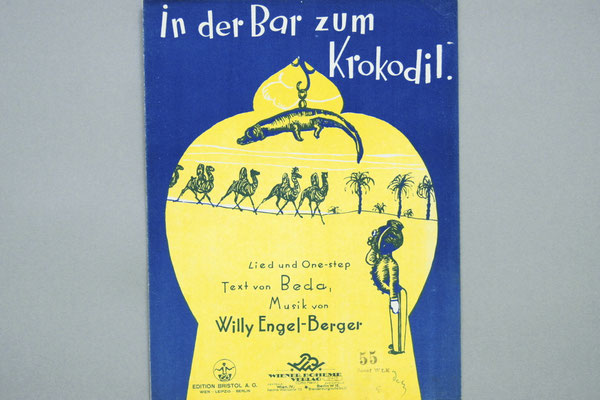 in der Bar zum
Krokodil.
Lied und One-step
Text von Beda,
Musik von
Willy Engel-Berger
EDITION BRISTOL A.G.
WIEN - LEIPZIG - BERLIN
WIENER BOHEME
VERLAG
55